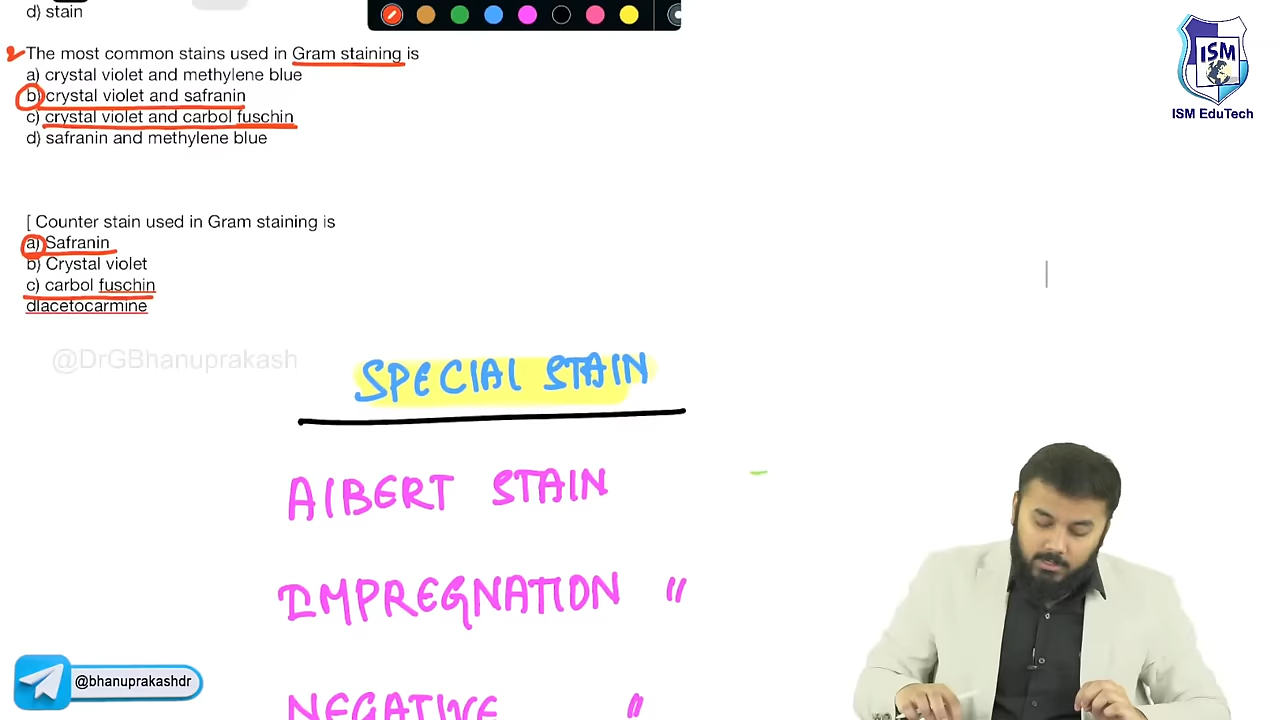 d) stain
The most common stains used in Gram staining is
a) crystal violet and methylene blue
b) crystal violet and safranin
c) crystal violet and carbol fuschin
d) safranin and methylene blue
[ Counter stain used in Gram staining is
a) Safranin
b) Crystal violet
c) carbol fuschin
dlacetocarmine
@DrGBhanuprakash
SPECIAL STAIN
AlBERT STAIN
IMPREGNATION "
NEGATIVE "
ISM
ISM EduTech
@bhanuprakashdr